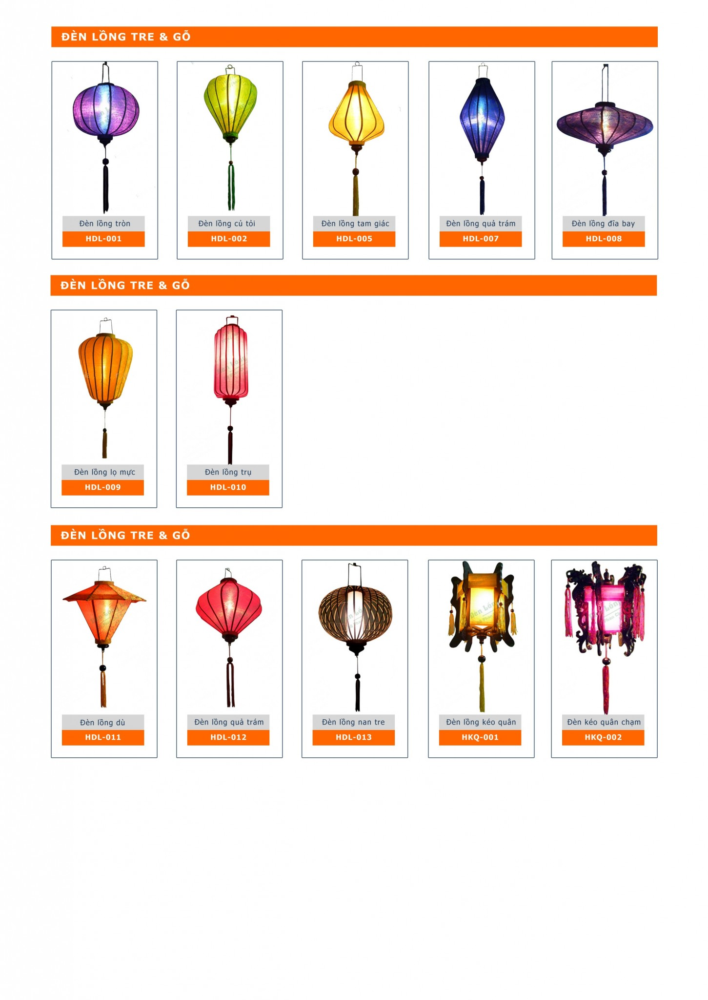 ĐÈN LỒNG TRE & GỖ
Đèn lồng tròn
HDL-001
Đèn lồng củ tỏi
HDL-002
Đèn lồng tam giác
HDL-005
Đèn lồng quả trám
HDL-007
Đèn lồng đĩa bay
HDL-008
ĐÈN LỒNG TRE & GỖ
Đèn lồng lọ mực
HDL-009
Đèn lồng trụ
HDL-010
ĐÈN LỒNG TRE & GỖ
Đèn lồng dù
HDL-011
Đèn lồng quả trám
HDL-012
Đèn lồng nan tre
HDL-013
Đèn lồng kéo quân
HKQ-001
Đèn kéo quân chạm
HKQ-002